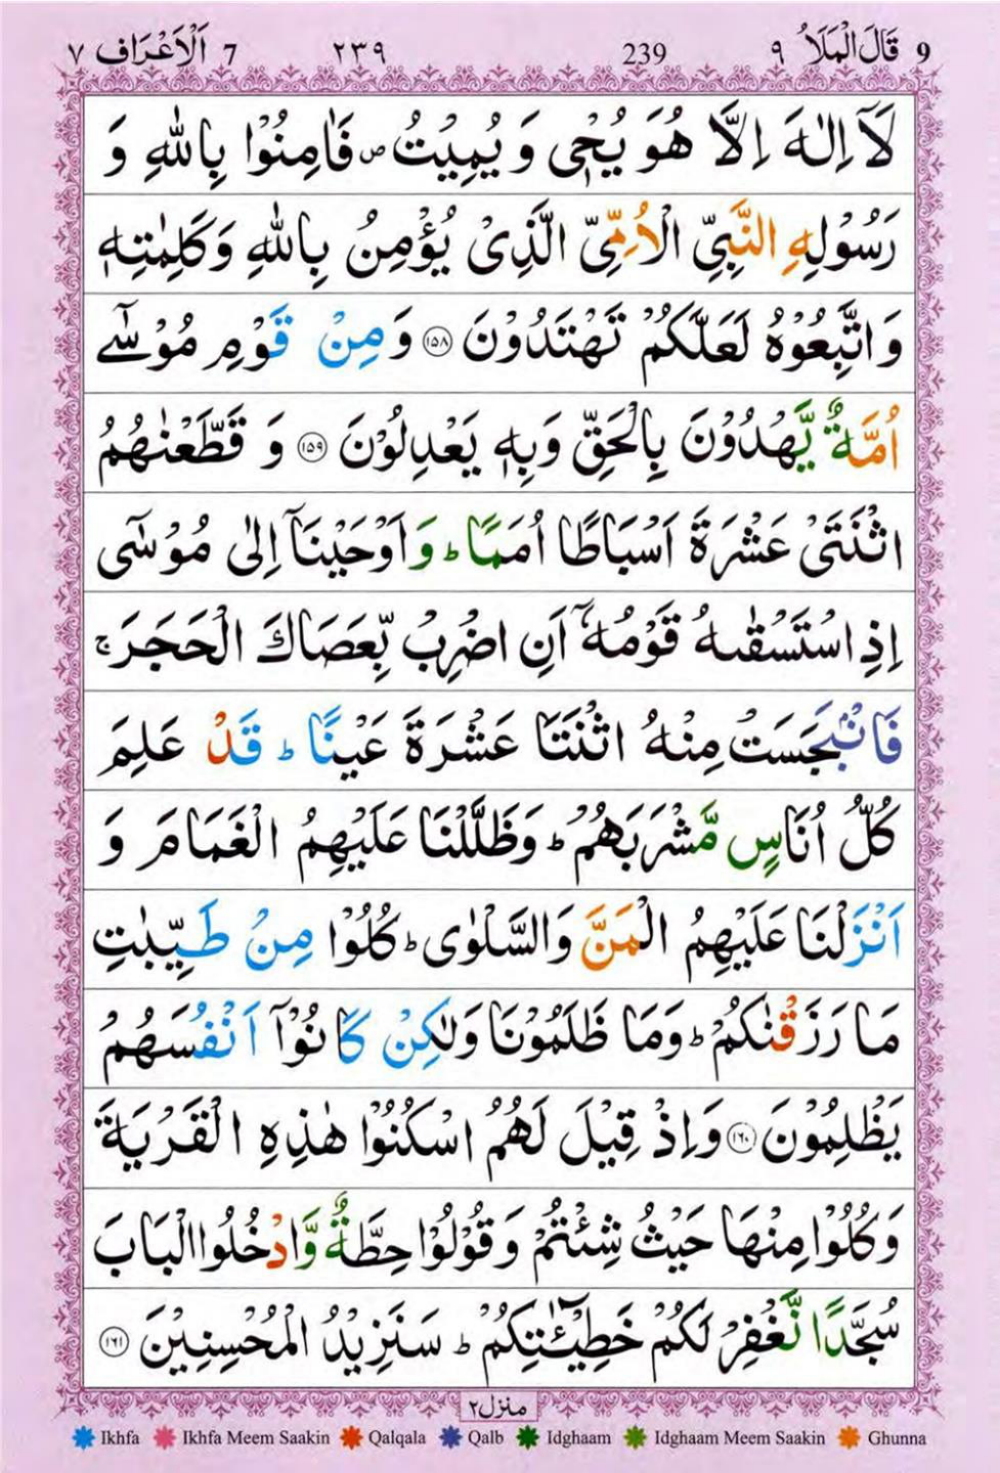 9 قَالَ الْمَلَاُ ٩ 239 ٢٣٩ 7 اَلْاَعْرَاف ٧
لَاۤ اِلٰهَ اِلَّا هُوَ يُحْيٖ وَ يُمِيْتُ ۪ فَاٰمِنُوْا بِاللّٰهِ وَ
رَسُوْلِهِ النَّبِيِّ الْاُمِّيِّ الَّذِيْ يُؤْمِنُ بِاللّٰهِ وَكَلِمٰتِهٖ
وَاتَّبِعُوْهُ لَعَلَّكُمْ تَهْتَدُوْنَ ﴿١٥٨﴾ وَمِنْ قَوْمِ مُوْسٰۤى
اُمَّةٌ يَّهْدُوْنَ بِالْحَقِّ وَبِهٖ يَعْدِلُوْنَ ﴿١٥٩﴾ وَ قَطَّعْنٰهُمُ
اثْنَتَيْ عَشْرَةَ اَسْبَاطًا اُمَمًا ؕ وَاَوْحَيْنَاۤ اِلٰى مُوْسٰۤى
اِذِ اسْتَسْقٰىهُ قَوْمُهٗۤ اَنِ اضْرِبْ بِّعَصَاكَ الْحَجَرَ ۚ
فَانْۢبَجَسَتْ مِنْهُ اثْنَتَا عَشْرَةَ عَيْنًا ؕ قَدْ عَلِمَ
كُلُّ اُنَاسٍ مَّشْرَبَهُمْ ؕ وَظَلَّلْنَا عَلَيْهِمُ الْغَمَامَ وَ
اَنْزَلْنَا عَلَيْهِمُ الْمَنَّ وَالسَّلْوٰى ؕ كُلُوْا مِنْ طَيِّبٰتِ
مَا رَزَقْنٰكُمْ ؕ وَمَا ظَلَمُوْنَا وَلٰكِنْ كَانُوْۤا اَنْفُسَهُمْ
يَظْلِمُوْنَ ﴿١٦٠﴾ وَاِذْ قِيْلَ لَهُمُ اسْكُنُوْا هٰذِهِ الْقَرْيَةَ
وَكُلُوْا مِنْهَا حَيْثُ شِئْتُمْ وَقُوْلُوْا حِطَّةٌ وَّادْخُلُوا الْبَابَ
سُجَّدًا نَّغْفِرْ لَكُمْ خَطِيْٓـٰٔتِكُمْ ؕ سَنَزِيْدُ الْمُحْسِنِيْنَ ﴿١٦١﴾
منزل٢
Ikhfa Ikhfa Meem Saakin Qalqala Qalb Idghaam Idghaam Meem Saakin Ghunna